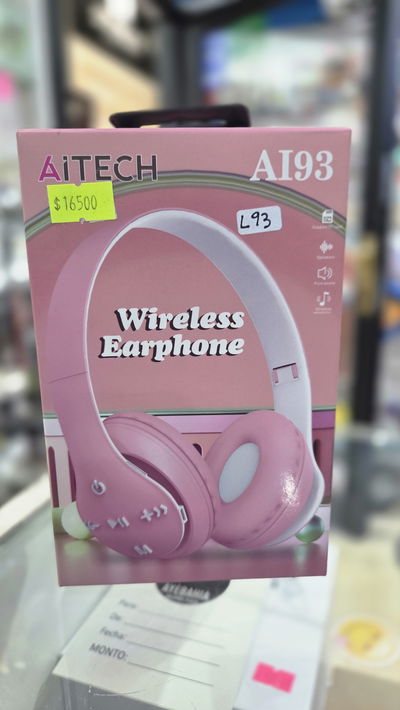 AiTECH
AI93
$16500
L93
Wireless
Earphone
M
Para:
De:
Fecha:
MONTO: